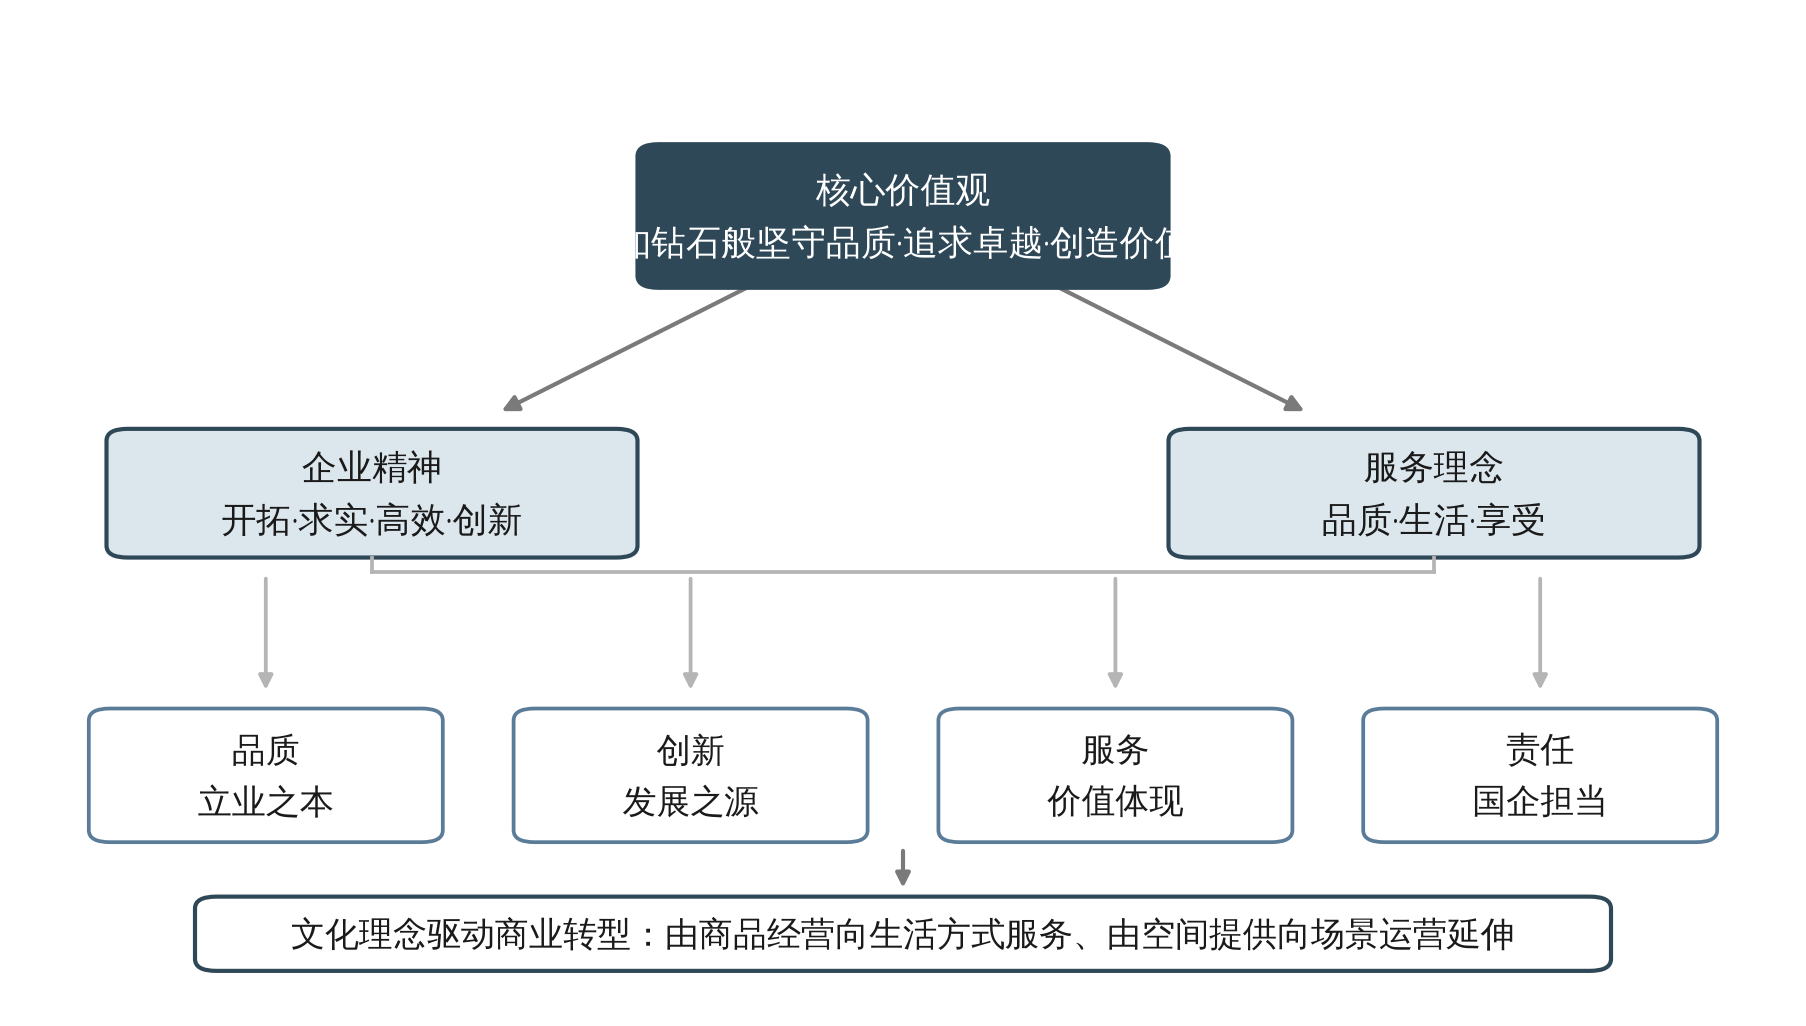 核心价值观
钻石般坚守品质·追求卓越·创造价
企业精神
开拓·求实·高效·创新
服务理念
品质·生活·享受
品质
立业之本
创新
发展之源
服务
价值体现
责任
国企担当
文化理念驱动商业转型：由商品经营向生活方式服务、由空间提供向场景运营延伸